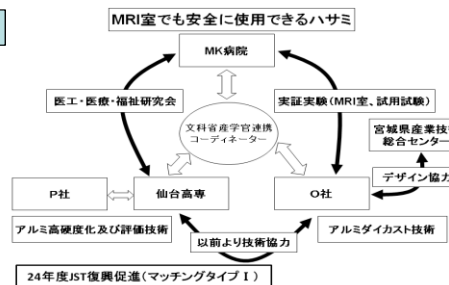 MRI室でも安全に使用できるハサミ
MK病院
医工・医療・福祉研究会
実証実験(MRI室、試用試験)
文科省産学官連携
コーディネーター
宮城県産業技術
総合センター
デザイン協力
P社
仙台高専
O社
アルミ高硬度化及び評価技術
以前より技術協力
アルミダイカスト技術
24年度JST復興促進(マッチングタイプⅠ)